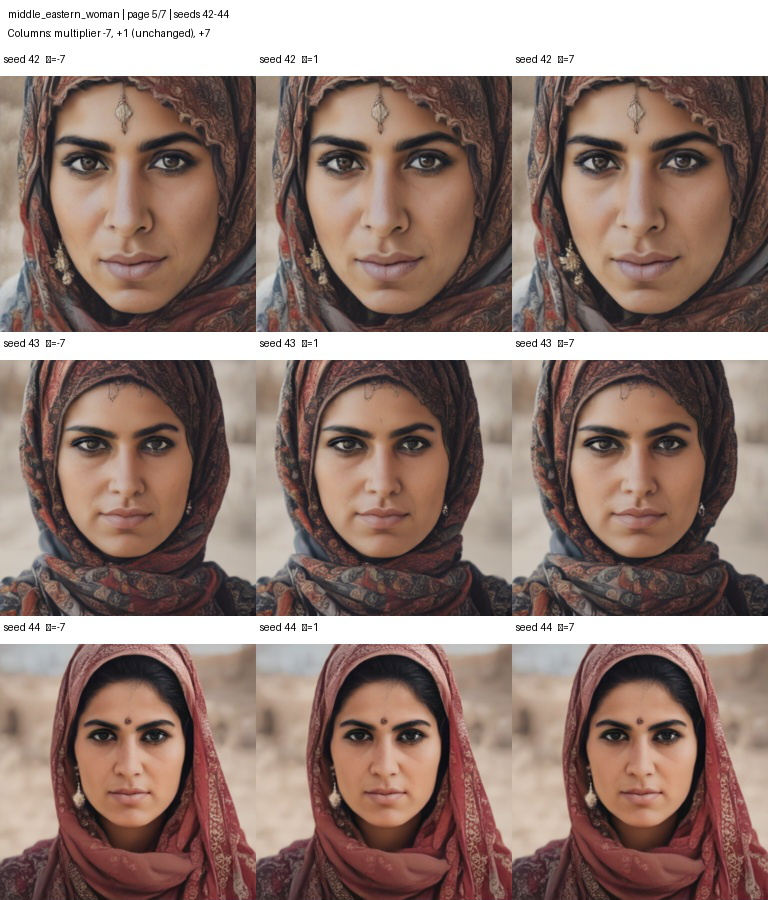 middle_eastern_woman | page 5/7 | seeds 42-44
Columns: multiplier -7, +1 (unchanged), +7
seed 42 ▯=-7
seed 42 ▯=1
seed 42 ▯=7
seed 43 ▯=-7
seed 43 ▯=1
seed 43 ▯=7
seed 44 ▯=-7
seed 44 ▯=1
seed 44 ▯=7